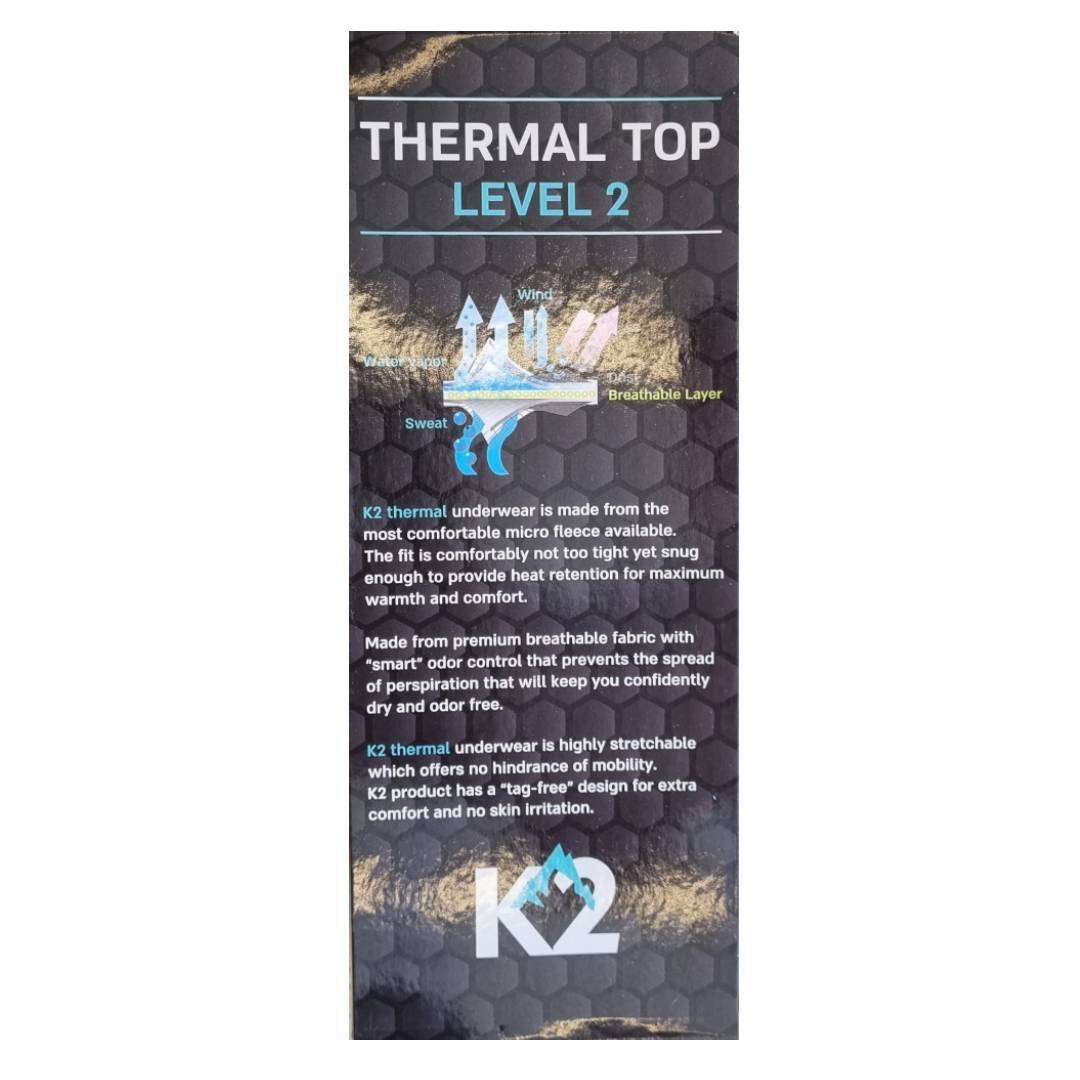 THERMAL TOP
LEVEL 2
Wind
Water vapor
Dust
Breathable Layer
Sweat
K2 thermal underwear is made from the
most comfortable micro fleece available.
The fit is comfortably not too tight yet snug
enough to provide heat retention for maximum
warmth and comfort.
Made from premium breathable fabric with
“smart” odor control that prevents the spread
of perspiration that will keep you confidently
dry and odor free.
K2 thermal underwear is highly stretchable
which offers no hindrance of mobility.
K2 product has a “tag-free” design for extra
comfort and no skin irritation.
K2